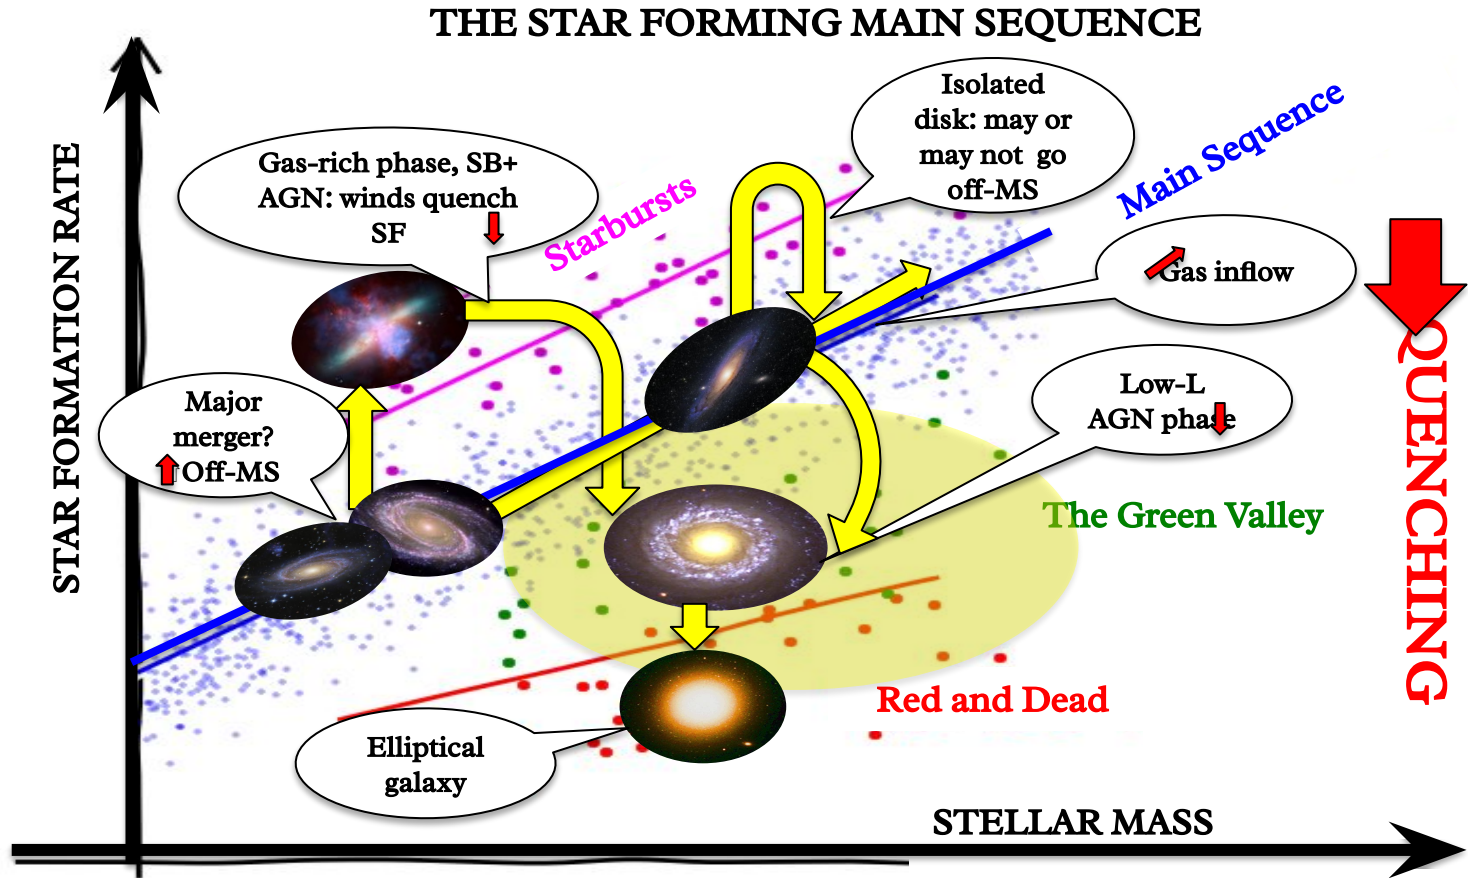 THE STAR FORMING MAIN SEQUENCE
STAR FORMATION RATE
Gas-rich phase, SB+
AGN: winds quench
SF
Starbursts
Isolated
disk: may or
may not go
off-MS
Main Sequence
Gas inflow
Major
merger?
Off-MS
Low-L
AGN phase
The Green Valley
QUENCHING
Red and Dead
Elliptical
galaxy
STELLAR MASS